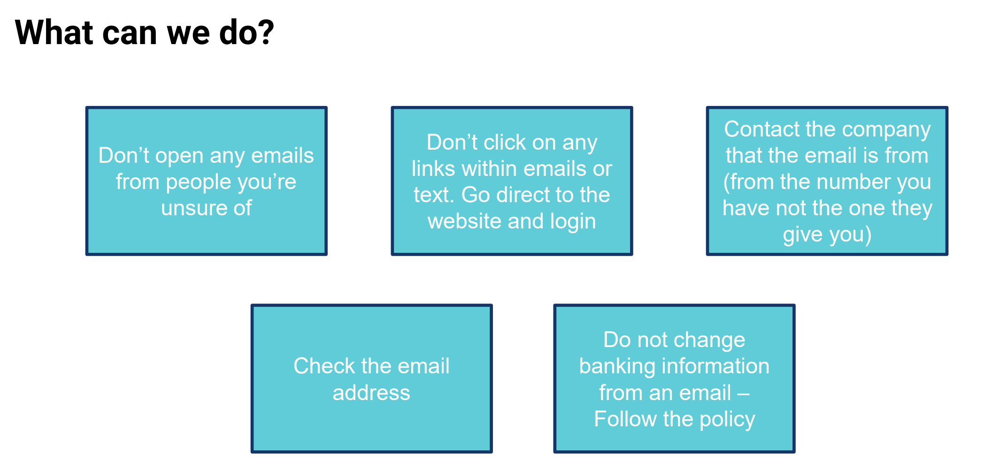 What can we do?
Don’t open any emails
from people you’re
unsure of
Don’t click on any
links within emails or
text. Go direct to the
website and login
Contact the company
that the email is from
(from the number you
have not the one they
give you)
Check the email
address
Do not change
banking information
from an email –
Follow the policy